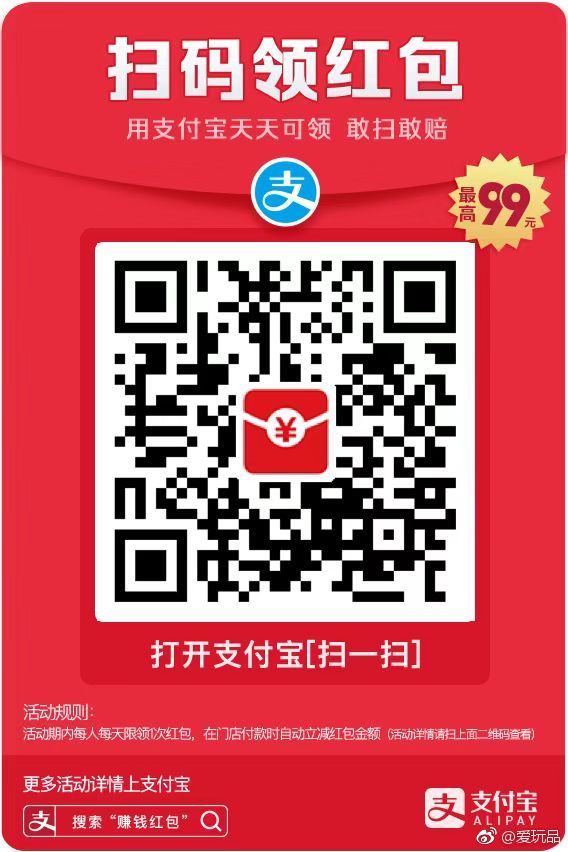 扫码领红包
用支付宝天天可领 敢扫敢赔
支
最高99元
¥
打开支付宝[扫一扫]
活动规则:
活动期内每人每天限领1次红包，在门店付款时自动立减红包金额（活动详情请扫上面二维码查看）
更多活动详情上支付宝
支 搜索“赚钱红包”
支 支付宝
ALIPAY
@爱玩品